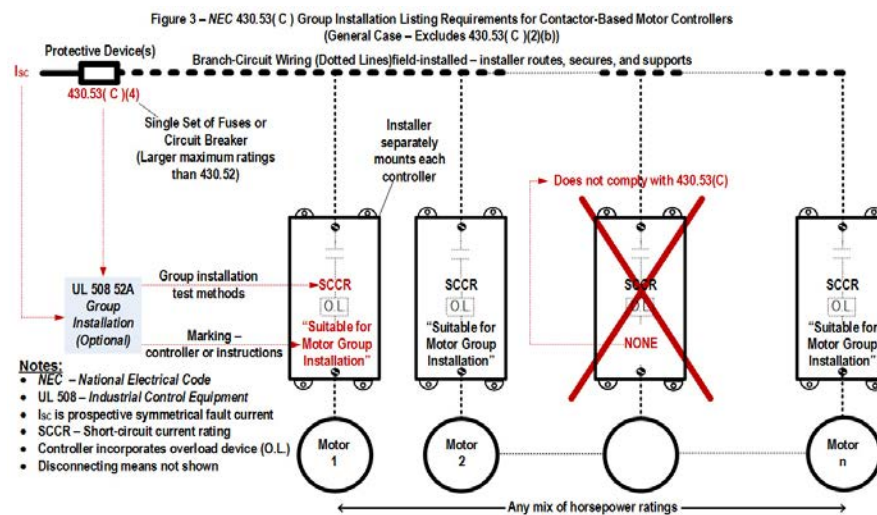 Figure 3 – NEC 430.53( C ) Group Installation Listing Requirements for Contactor-Based Motor Controllers
(General Case – Excludes 430.53( C )(2)(b))
Protective Device(s)
Branch-Circuit Wiring (Dotted Lines)field-installed – installer routes, secures, and supports
Isc
430.53( C )(4)
Single Set of Fuses or
Circuit Breaker
(Larger maximum ratings
than 430.52)
Installer
separately
mounts each
controller
Does not comply with 430.53(C)
UL 508 52A
Group
Installation
(Optional)
Group installation
test methods
Marking –
controller or instructions
SCCR
O.L.
“Suitable for
Motor Group
Installation”
SCCR
O.L.
“Suitable for
Motor Group
Installation”
SCCR
O.L.
NONE
SCCR
O.L.
“Suitable for
Motor Group
Installation”
Notes:
• NEC – National Electrical Code
• UL 508 – Industrial Control Equipment
• Isc is prospective symmetrical fault current
• SCCR – Short-circuit current rating
• Controller incorporates overload device (O.L.)
• Disconnecting means not shown
Motor
1
Motor
2
Motor
n
Any mix of horsepower ratings